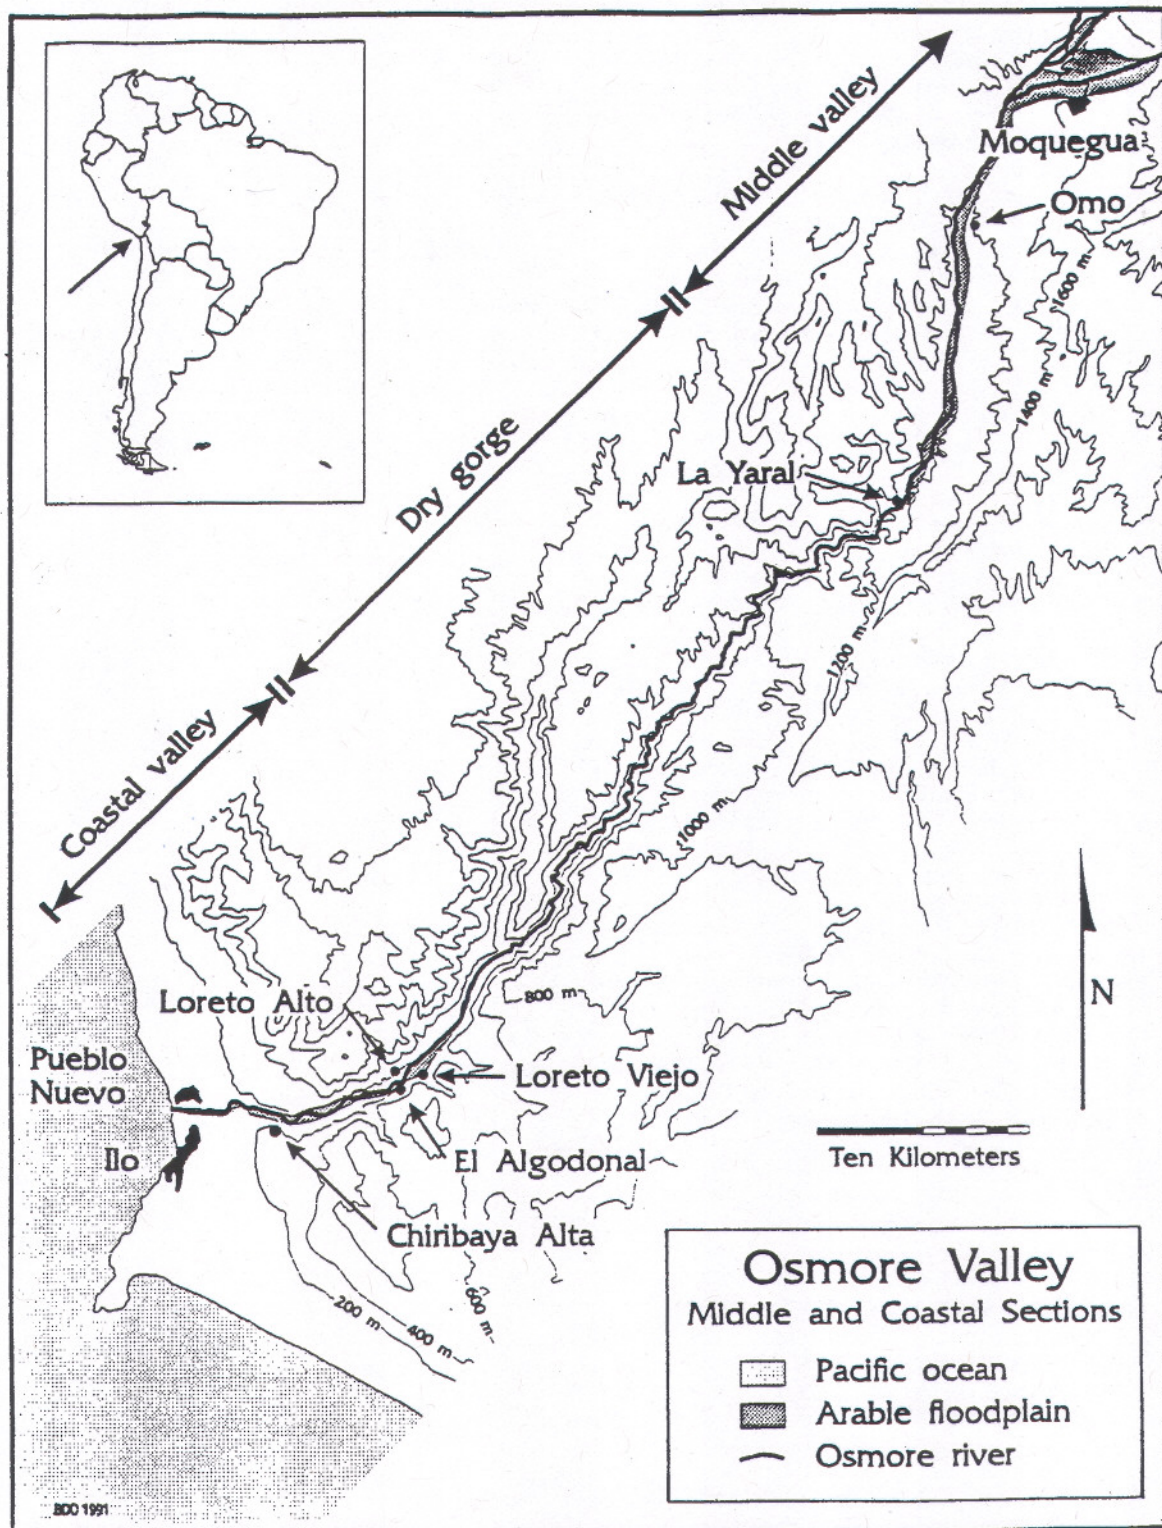 Middle valley
Moquegua
Omo
1600 m
Dry gorge
1400 m
La Yaral
1200 m
Coastal valley
1000 m
800 m
Loreto Alto
N
Pueblo
Nuevo
Loreto Viejo
Ilo
El Algodonal
Ten Kilometers
Chiribaya Alta
200 m
400 m
600 m
Osmore Valley
Middle and Coastal Sections
Pacific ocean
Arable floodplain
Osmore river
BDO 1991